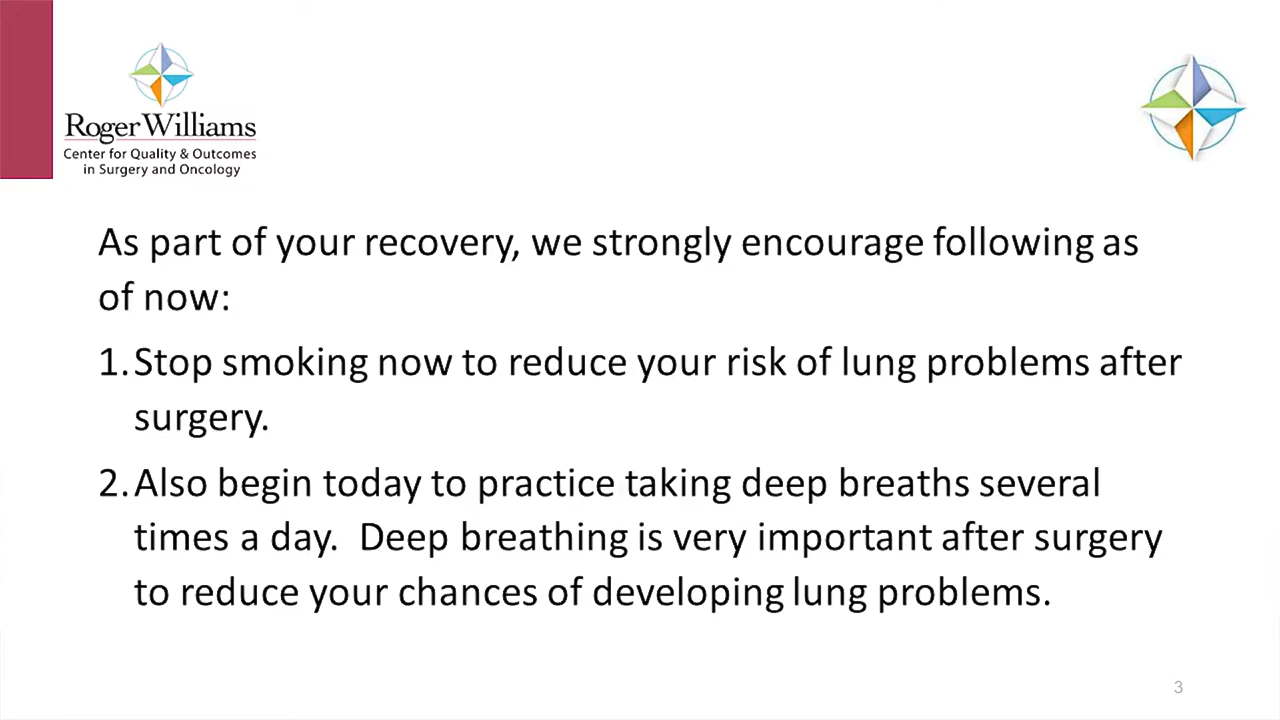 Roger Williams
Center for Quality & Outcomes
in Surgery and Oncology
As part of your recovery, we strongly encourage following as
of now:
1. Stop smoking now to reduce your risk of lung problems after
surgery.
2. Also begin today to practice taking deep breaths several
times a day.  Deep breathing is very important after surgery
to reduce your chances of developing lung problems.
3